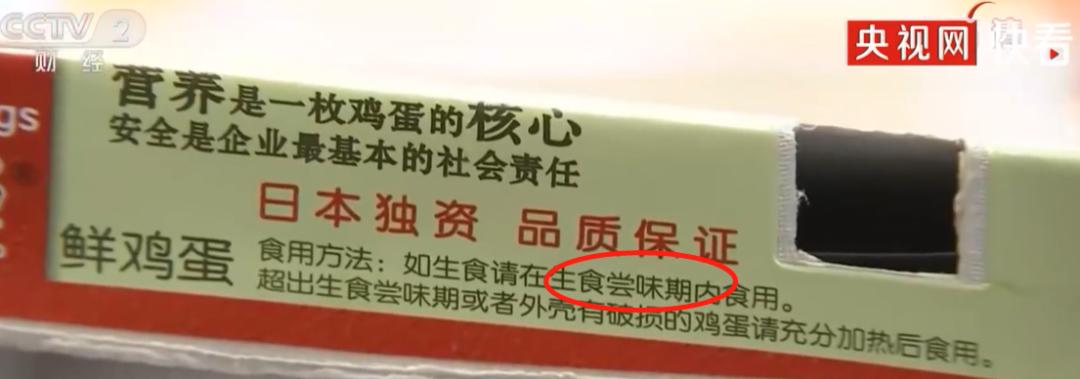 CCTV 2
财经
央视网 快看
gs
®
营养是一枚鸡蛋的核心
安全是企业最基本的社会责任
日本独资 品质保证
鲜鸡蛋
食用方法：如生食请在生食尝味期内食用。
超出生食尝味期或者外壳有破损的鸡蛋请充分加热后食用。